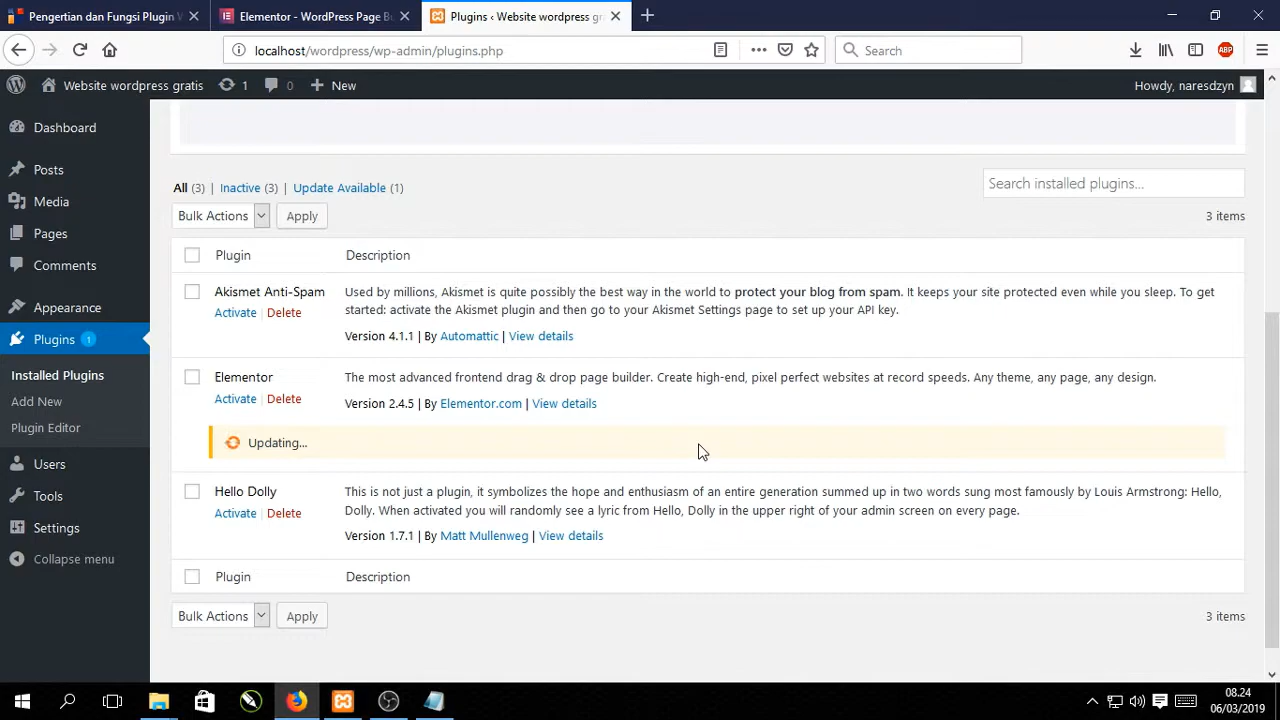 Pengertian dan Fungsi Plugin
Elementor - WordPress Page Bu
Plugins ‹ Website wordpress gra
localhost/wordpress/wp-admin/plugins.php
Search
ABP
Website wordpress gratis
1
0
New
Howdy, naresdzyn
Dashboard
Posts
Media
Pages
Comments
Appearance
Plugins 1
Installed Plugins
Add New
Plugin Editor
Users
Tools
Settings
Collapse menu
All (3) | Inactive (3) | Update Available (1)
Search installed plugins...
Bulk Actions
Apply
3 items
Plugin
Description
Akismet Anti-Spam
Activate | Delete
Used by millions, Akismet is quite possibly the best way in the world to protect your blog from spam. It keeps your site protected even while you sleep. To get
started: activate the Akismet plugin and then go to your Akismet Settings page to set up your API key.
Version 4.1.1 | By Automattic | View details
Elementor
Activate | Delete
The most advanced frontend drag & drop page builder. Create high-end, pixel perfect websites at record speeds. Any theme, any page, any design.
Version 2.4.5 | By Elementor.com | View details
Updating...
Hello Dolly
Activate | Delete
This is not just a plugin, it symbolizes the hope and enthusiasm of an entire generation summed up in two words sung most famously by Louis Armstrong: Hello,
Dolly. When activated you will randomly see a lyric from Hello, Dolly in the upper right of your admin screen on every page.
Version 1.7.1 | By Matt Mullenweg | View details
Plugin
Description
Bulk Actions
Apply
3 items
08.24
06/03/2019